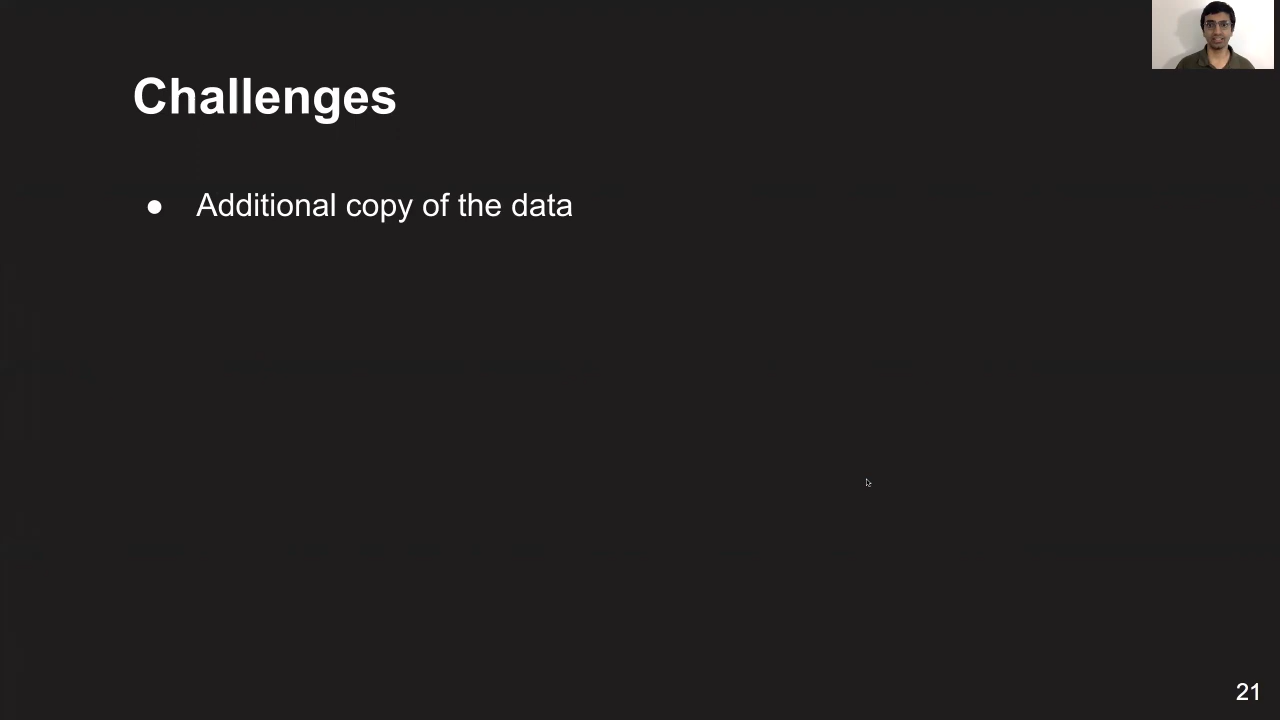 Challenges
● Additional copy of the data
21